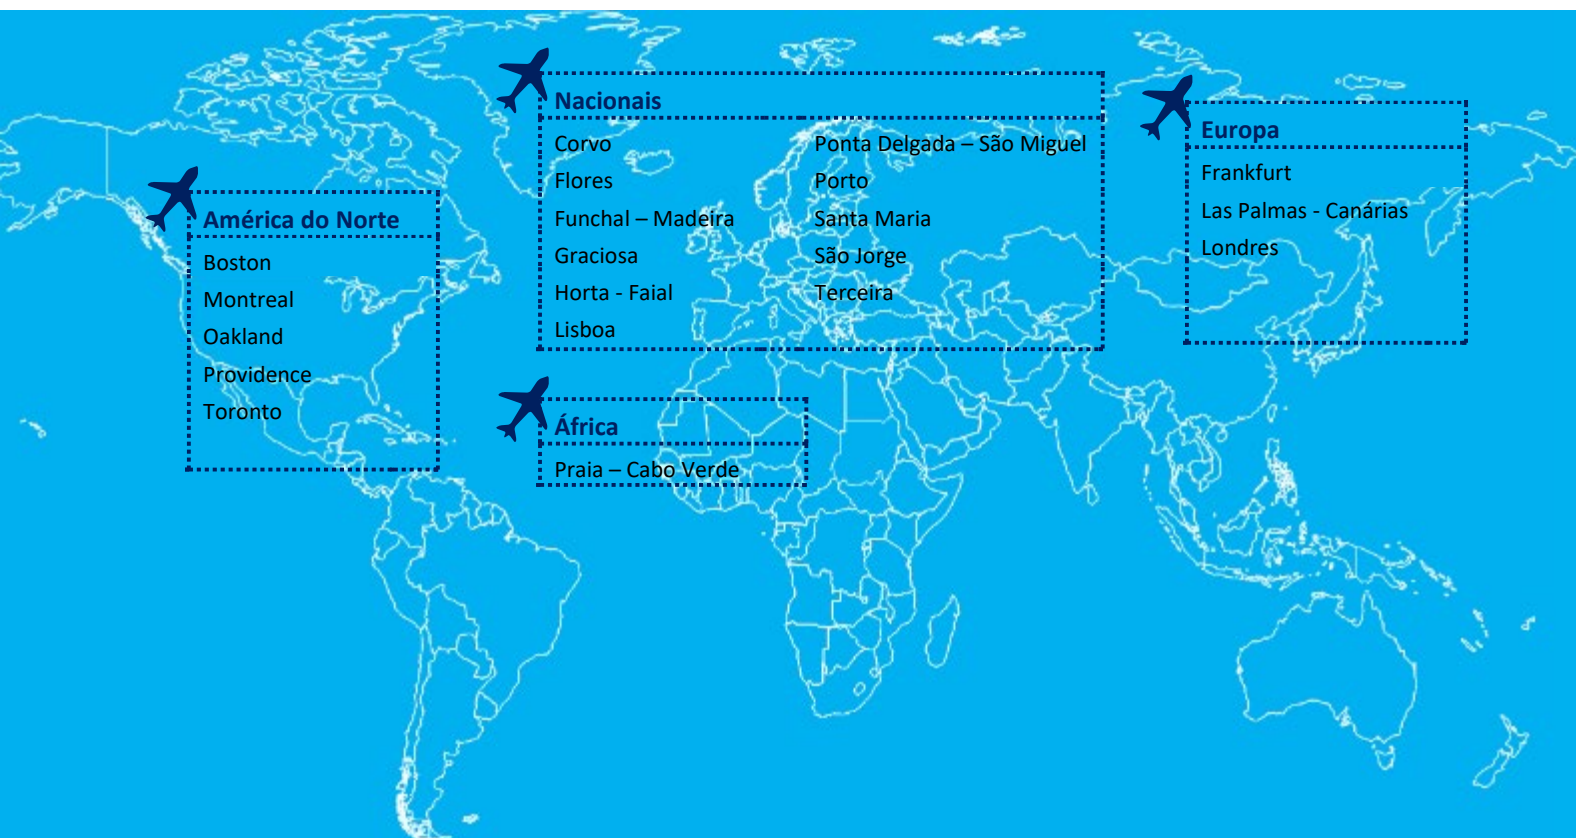 Nacionais
Corvo
Flores
Funchal – Madeira
Graciosa
Horta - Faial
Lisboa
Ponta Delgada – São Miguel
Porto
Santa Maria
São Jorge
Terceira
Europa
Frankfurt
Las Palmas - Canárias
Londres
América do Norte
Boston
Montreal
Oakland
Providence
Toronto
África
Praia – Cabo Verde